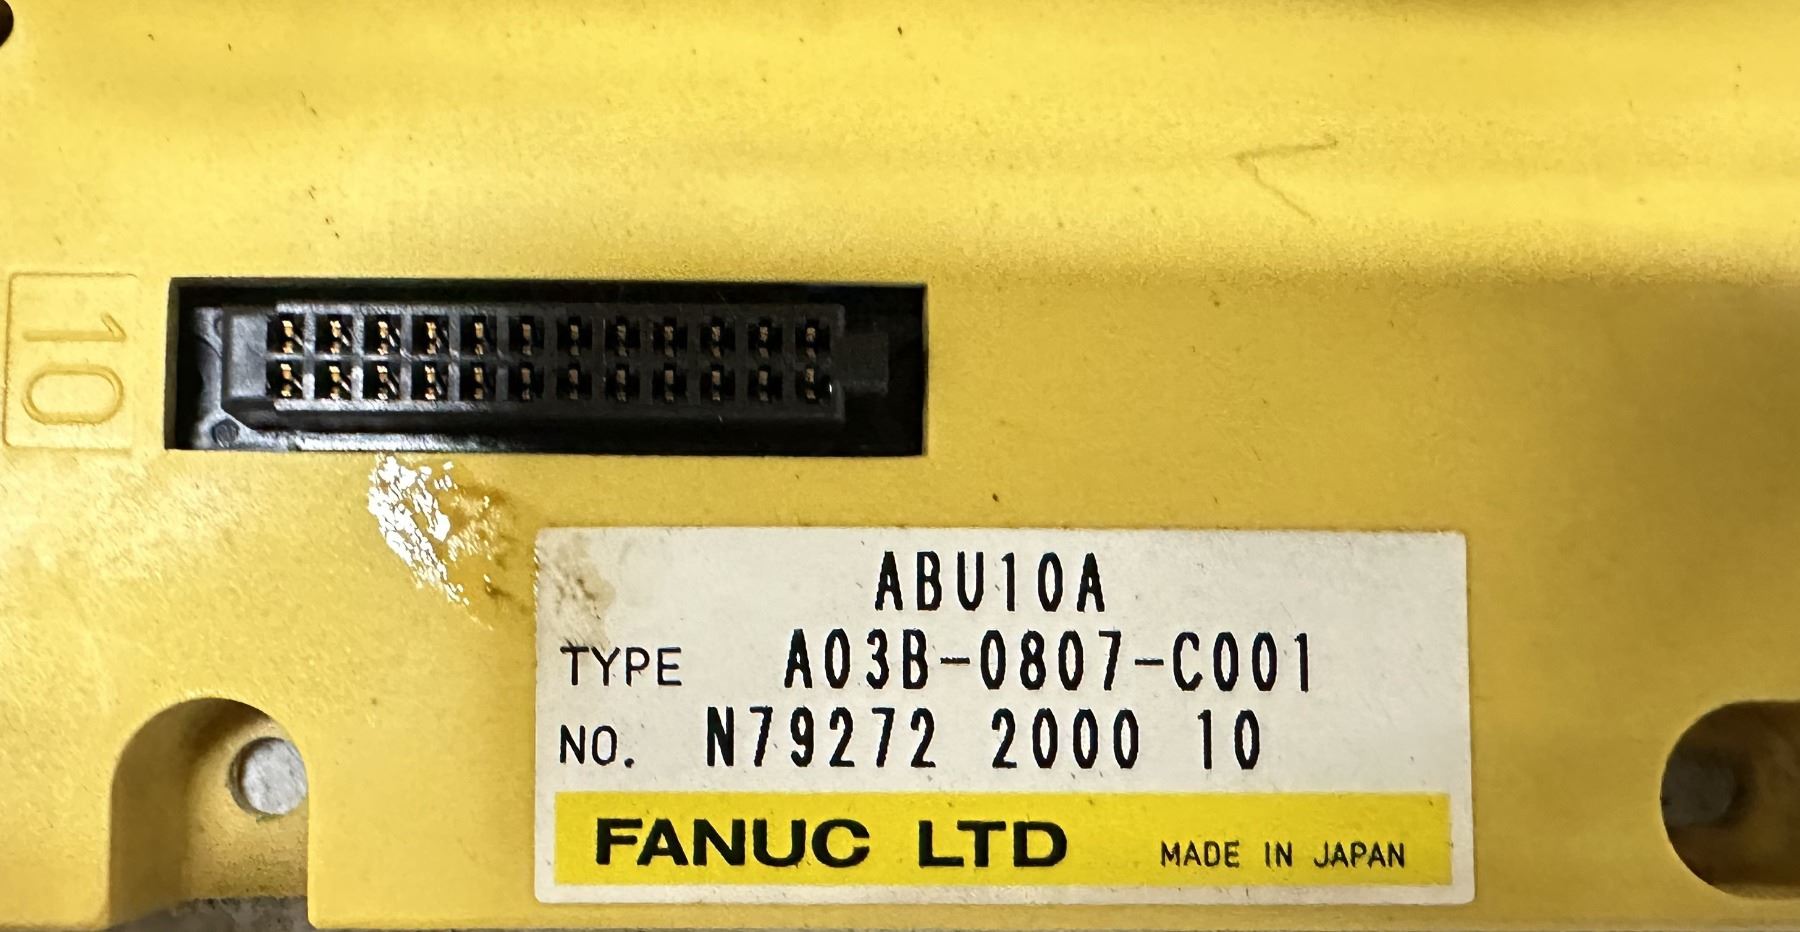 10
ABU10A
TYPE A03B-0807-C001
NO. N79272 2000 10
FANUC LTD MADE IN JAPAN